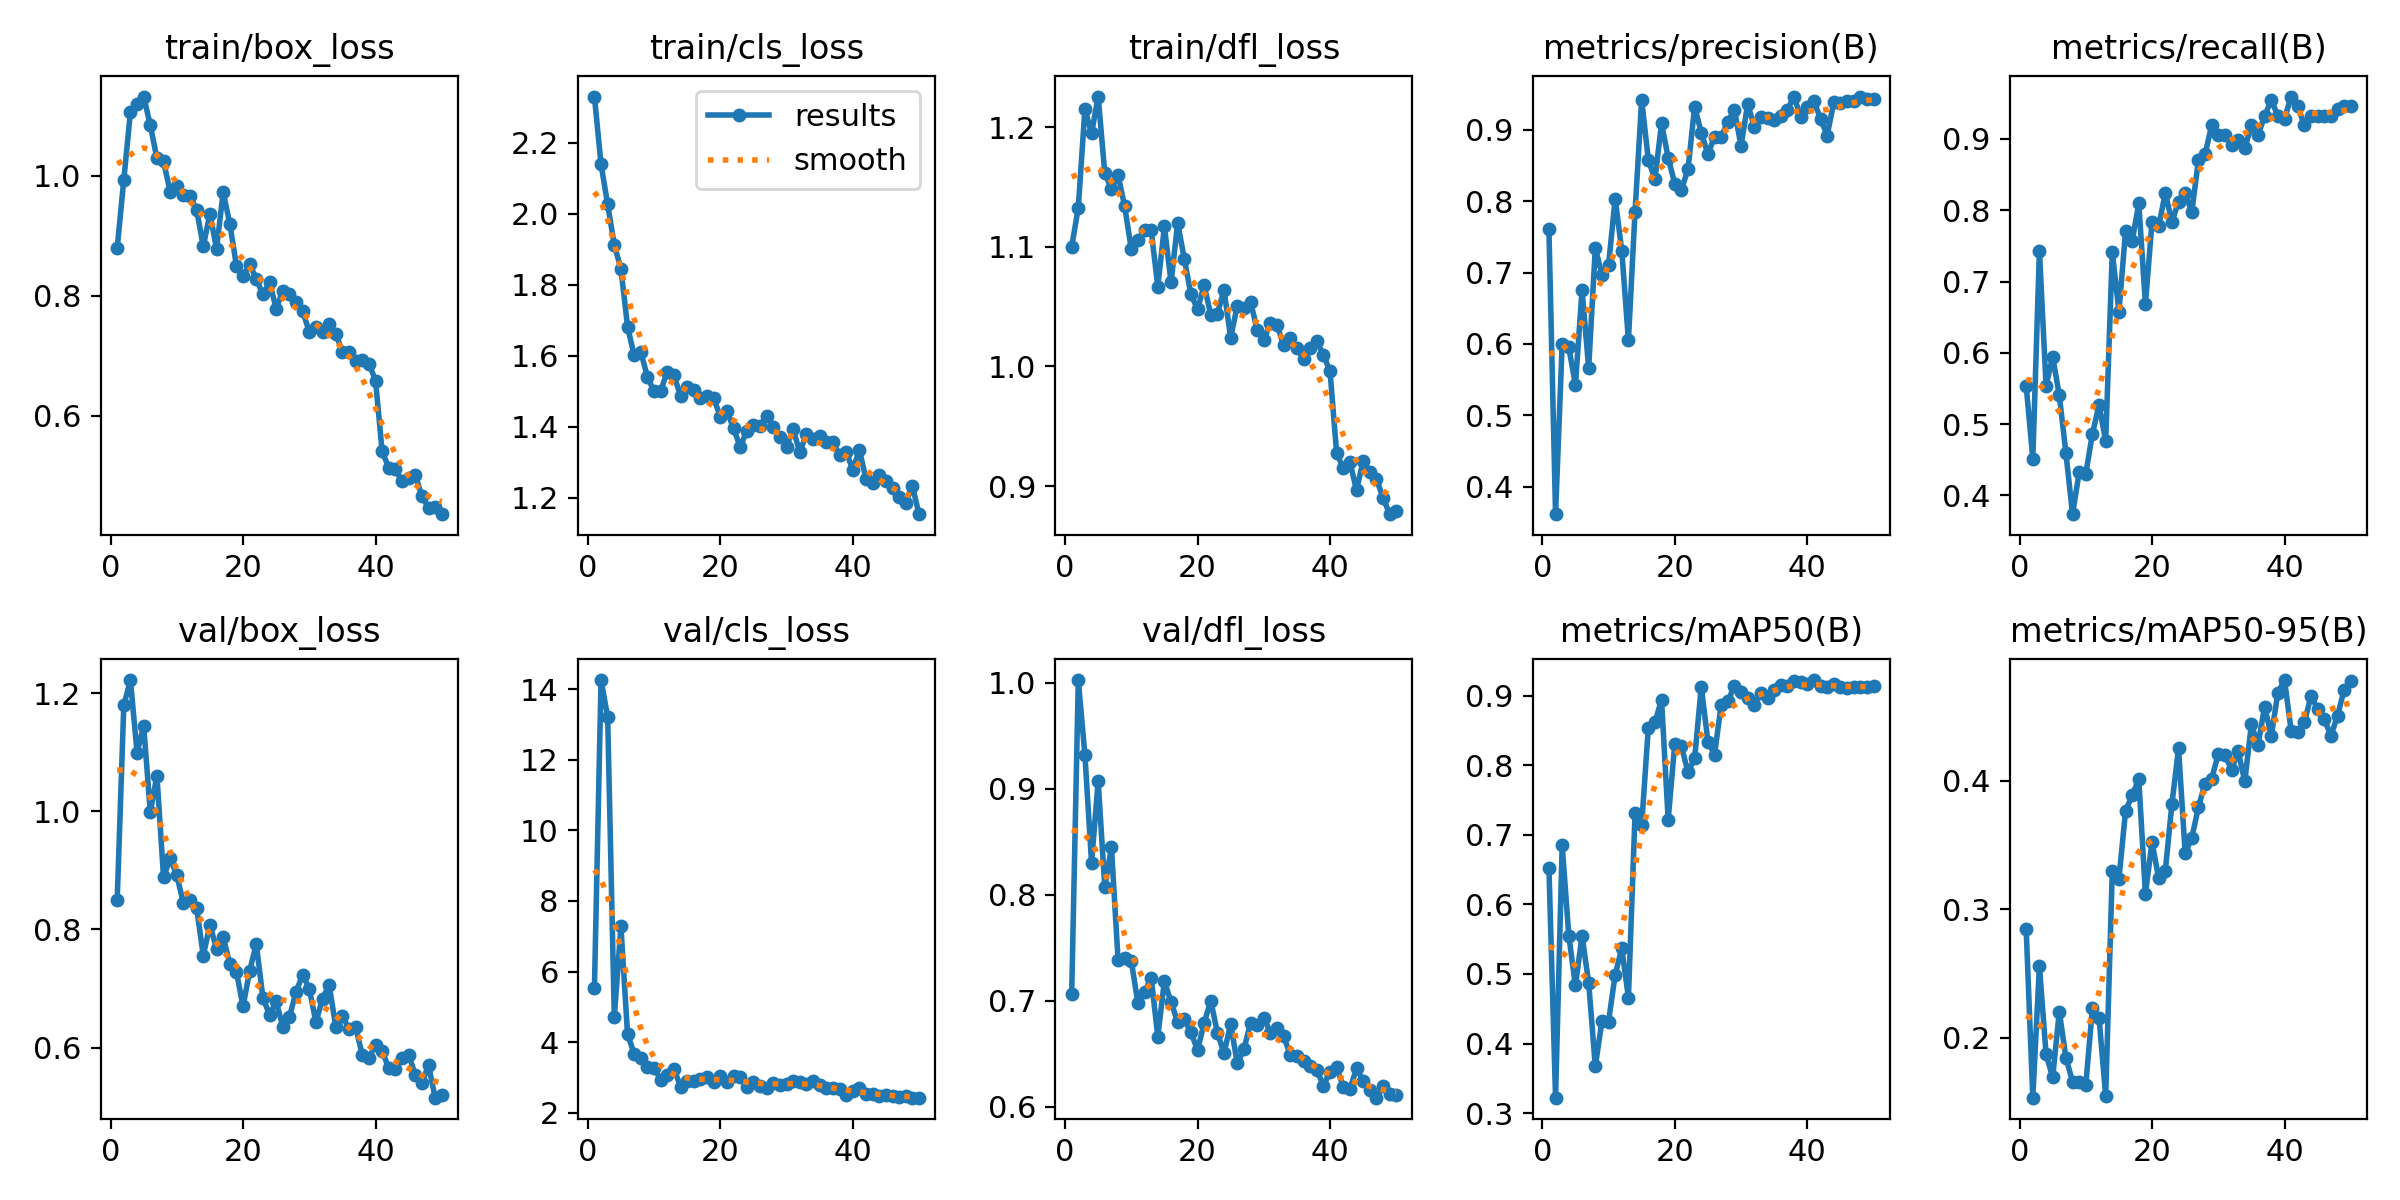 train/box_loss
1.0
0.8
0.6
0 20 40
train/cls_loss
results
smooth
2.2
2.0
1.8
1.6
1.4
1.2
0 20 40
train/dfl_loss
1.2
1.1
1.0
0.9
0 20 40
metrics/precision(B)
0.9
0.8
0.7
0.6
0.5
0.4
0 20 40
metrics/recall(B)
0.9
0.8
0.7
0.6
0.5
0.4
0 20 40
val/box_loss
1.2
1.0
0.8
0.6
0 20 40
val/cls_loss
14
12
10
8
6
4
2
0 20 40
val/dfl_loss
1.0
0.9
0.8
0.7
0.6
0 20 40
metrics/mAP50(B)
0.9
0.8
0.7
0.6
0.5
0.4
0.3
0 20 40
metrics/mAP50-95(B)
0.4
0.3
0.2
0 20 40